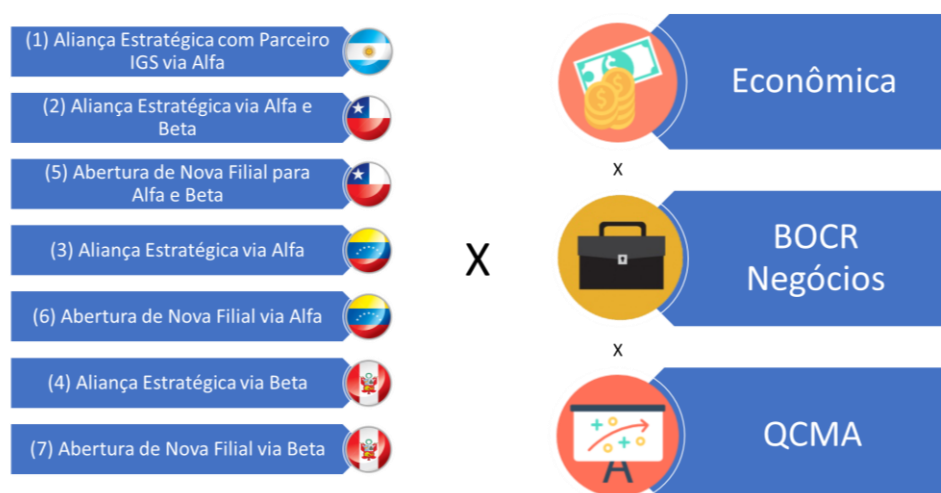 (1) Aliança Estratégica com Parceiro
IGS via Alfa
(2) Aliança Estratégica via Alfa e
Beta
(5) Abertura de Nova Filial para
Alfa e Beta
(3) Aliança Estratégica via Alfa
(6) Abertura de Nova Filial via Alfa
(4) Aliança Estratégica via Beta
(7) Abertura de Nova Filial via Beta
X
Econômica
x
BOCR
Negócios
x
QCMA